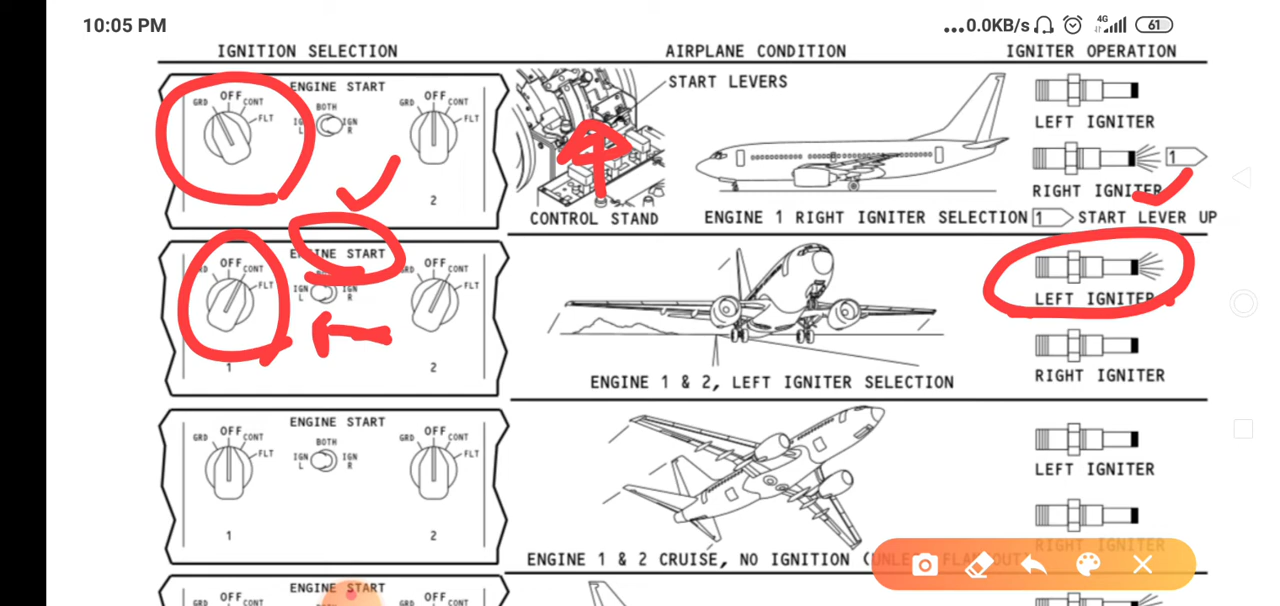 10:05 PM
...0.0KB/s 4G 61
IGNITION SELECTION AIRPLANE CONDITION IGNITER OPERATION
ENGINE START
GRD OFF CONT FLT
BOTH
IGN L IGN R
GRD OFF CONT FLT
2
START LEVERS
CONTROL STAND
ENGINE 1 RIGHT IGNITER SELECTION
LEFT IGNITER
1
RIGHT IGNITER
1 START LEVER UP
ENGINE START
GRD OFF CONT FLT
BOTH
IGN L IGN R
GRD OFF CONT FLT
1 2
ENGINE 1 & 2, LEFT IGNITER SELECTION
LEFT IGNITER
RIGHT IGNITER
ENGINE START
GRD OFF CONT FLT
BOTH
IGN L IGN R
GRD OFF CONT FLT
1 2
ENGINE 1 & 2 CRUISE, NO IGNITION (UNLESS FLAMEOUT)
LEFT IGNITER
RIGHT IGNITER
ENGINE START
GRD OFF CONT
OFF CONT